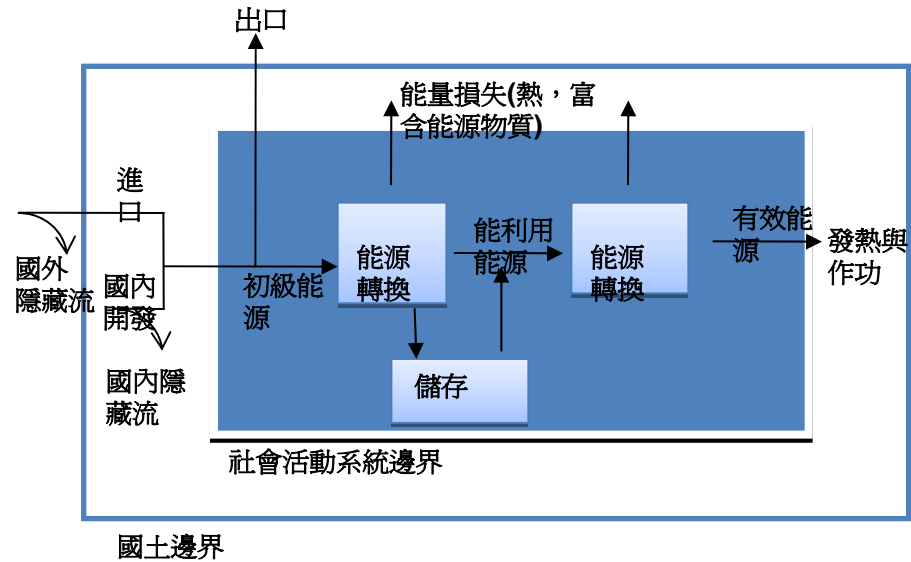 出口
能量損失(熱，富
含能源物質)
進
口
國外
隱藏流
國內
開發
國內隱
藏流
初級能
源
能源
轉換
能利用
能源
能源
轉換
有效能
源
發熱與
作功
儲存
社會活動系統邊界
國土邊界